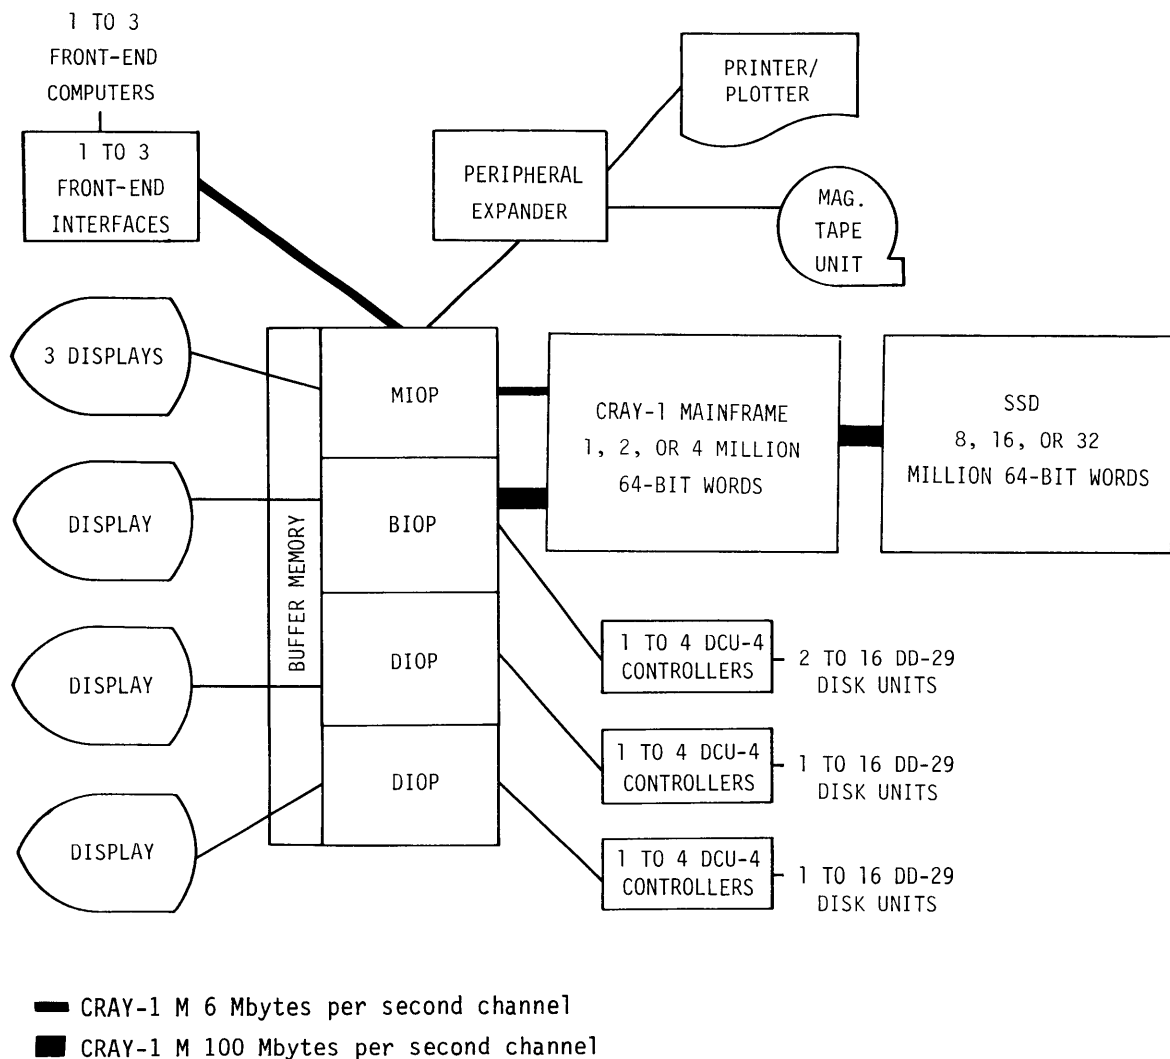 1 TO 3
FRONT-END
COMPUTERS
1 TO 3
FRONT-END
INTERFACES
PERIPHERAL
EXPANDER
PRINTER/
PLOTTER
MAG.
TAPE
UNIT
3 DISPLAYS
DISPLAY
DISPLAY
DISPLAY
BUFFER MEMORY
MIOP
BIOP
DIOP
DIOP
CRAY-1 MAINFRAME
1, 2, OR 4 MILLION
64-BIT WORDS
SSD
8, 16, OR 32
MILLION 64-BIT WORDS
1 TO 4 DCU-4
CONTROLLERS
2 TO 16 DD-29
DISK UNITS
1 TO 4 DCU-4
CONTROLLERS
1 TO 16 DD-29
DISK UNITS
1 TO 4 DCU-4
CONTROLLERS
1 TO 16 DD-29
DISK UNITS
CRAY-1 M 6 Mbytes per second channel
CRAY-1 M 100 Mbytes per second channel